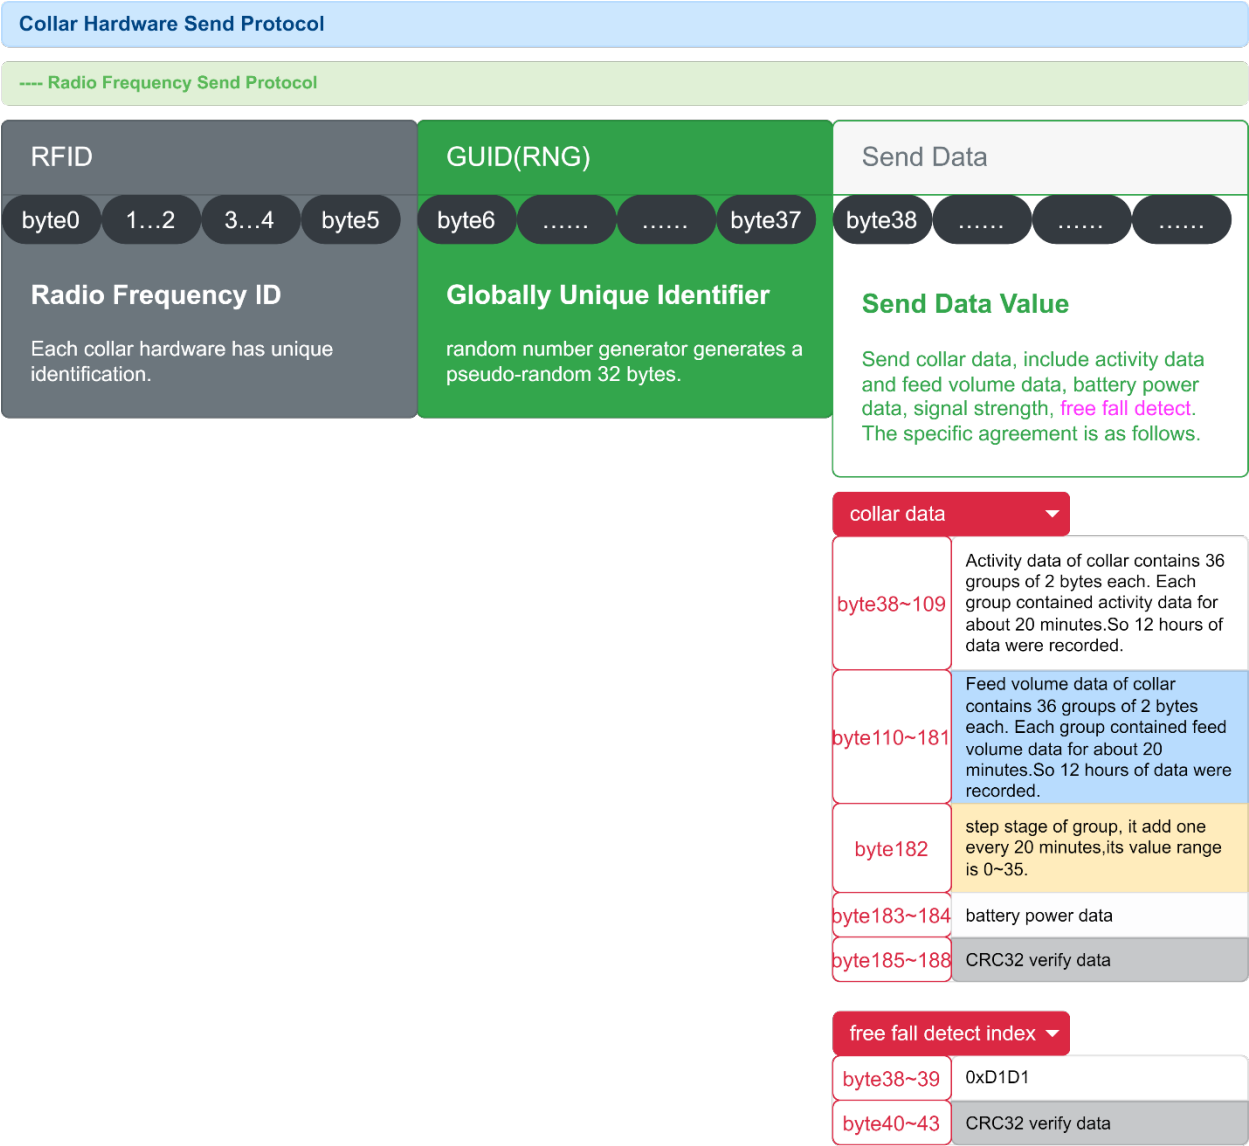 Collar Hardware Send Protocol
---- Radio Frequency Send Protocol
RFID
byte0 1...2 3...4 byte5
Radio Frequency ID
Each collar hardware has unique
identification.
GUID(RNG)
byte6 ...... ...... byte37
Globally Unique Identifier
random number generator generates a
pseudo-random 32 bytes.
Send Data
byte38 ...... ...... ......
Send Data Value
Send collar data, include activity data
and feed volume data, battery power
data, signal strength, free fall detect.
The specific agreement is as follows.
collar data
byte38~109
Activity data of collar contains 36
groups of 2 bytes each. Each
group contained activity data for
about 20 minutes.So 12 hours of
data were recorded.
byte110~181
Feed volume data of collar
contains 36 groups of 2 bytes
each. Each group contained feed
volume data for about 20
minutes.So 12 hours of data were
recorded.
byte182
step stage of group, it add one
every 20 minutes,its value range
is 0~35.
byte183~184
battery power data
byte185~188
CRC32 verify data
free fall detect index
byte38~39
0xD1D1
byte40~43
CRC32 verify data